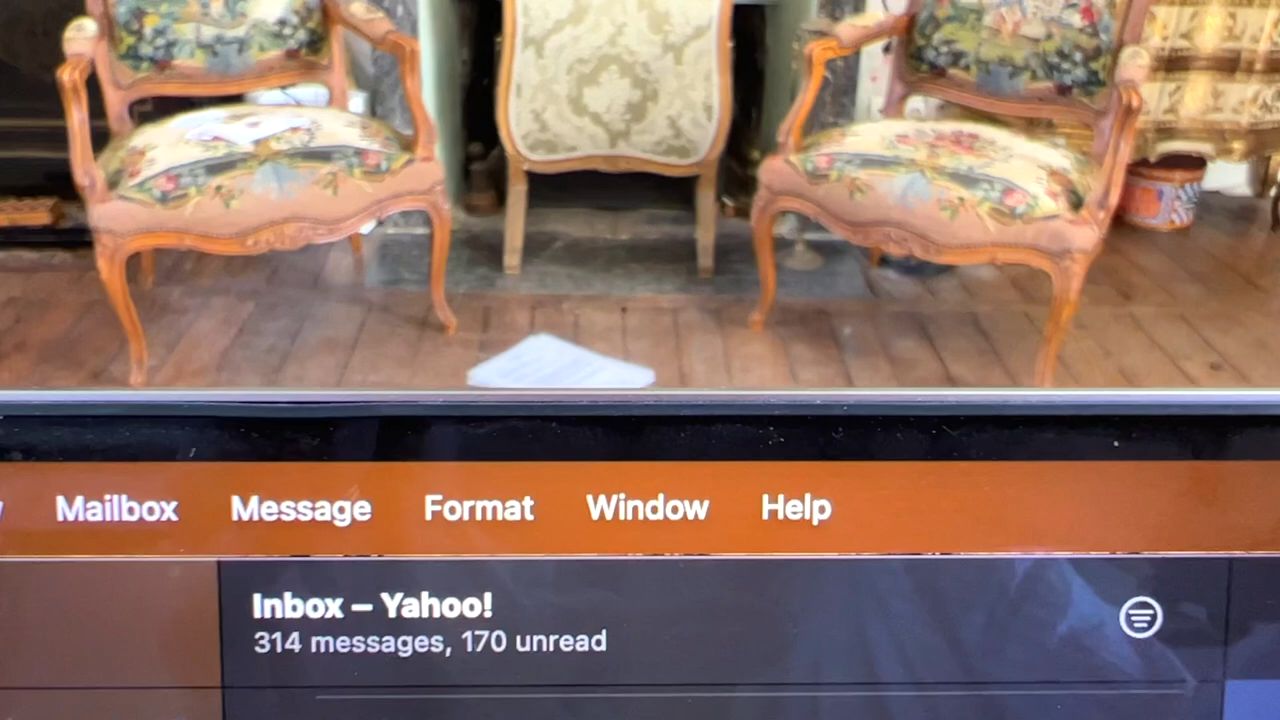 Mailbox Message Format Window Help
Inbox – Yahoo!
314 messages, 170 unread